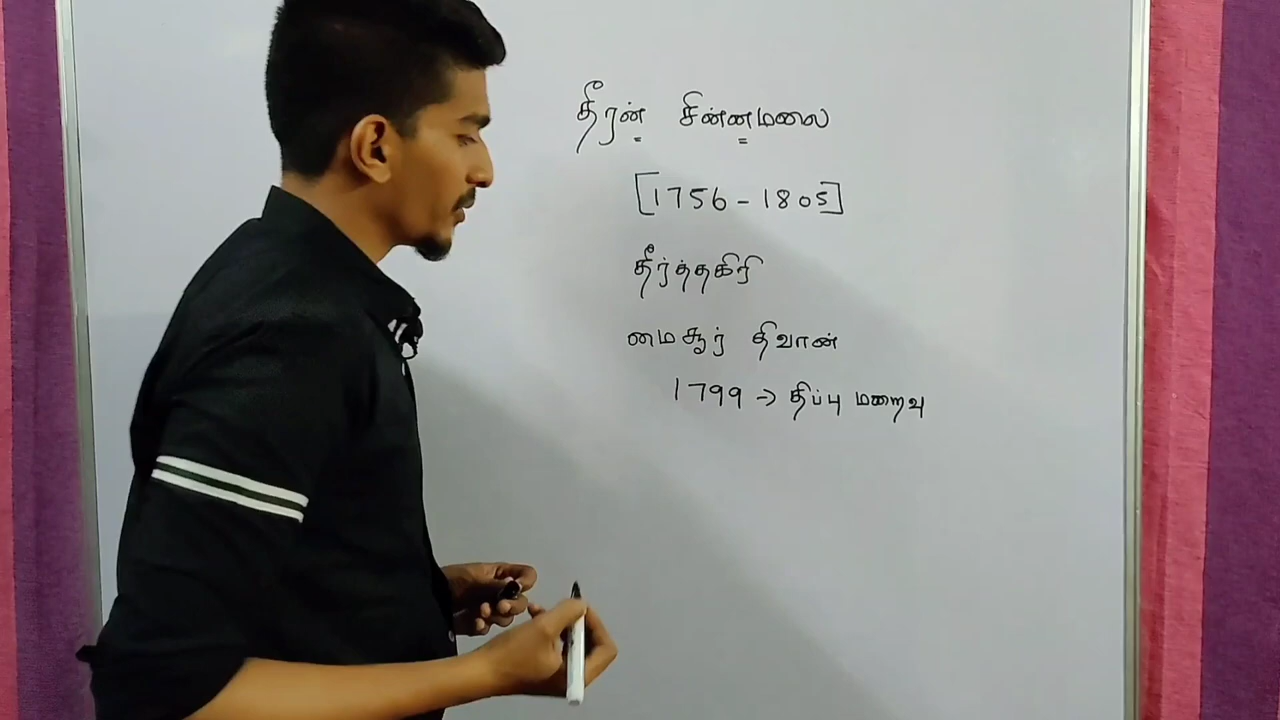 தீரன் சின்னமலை
[1756-1805]
தீர்த்தகிரி
மைசூர் திவான்
1799 -> திப்பு மறைவு